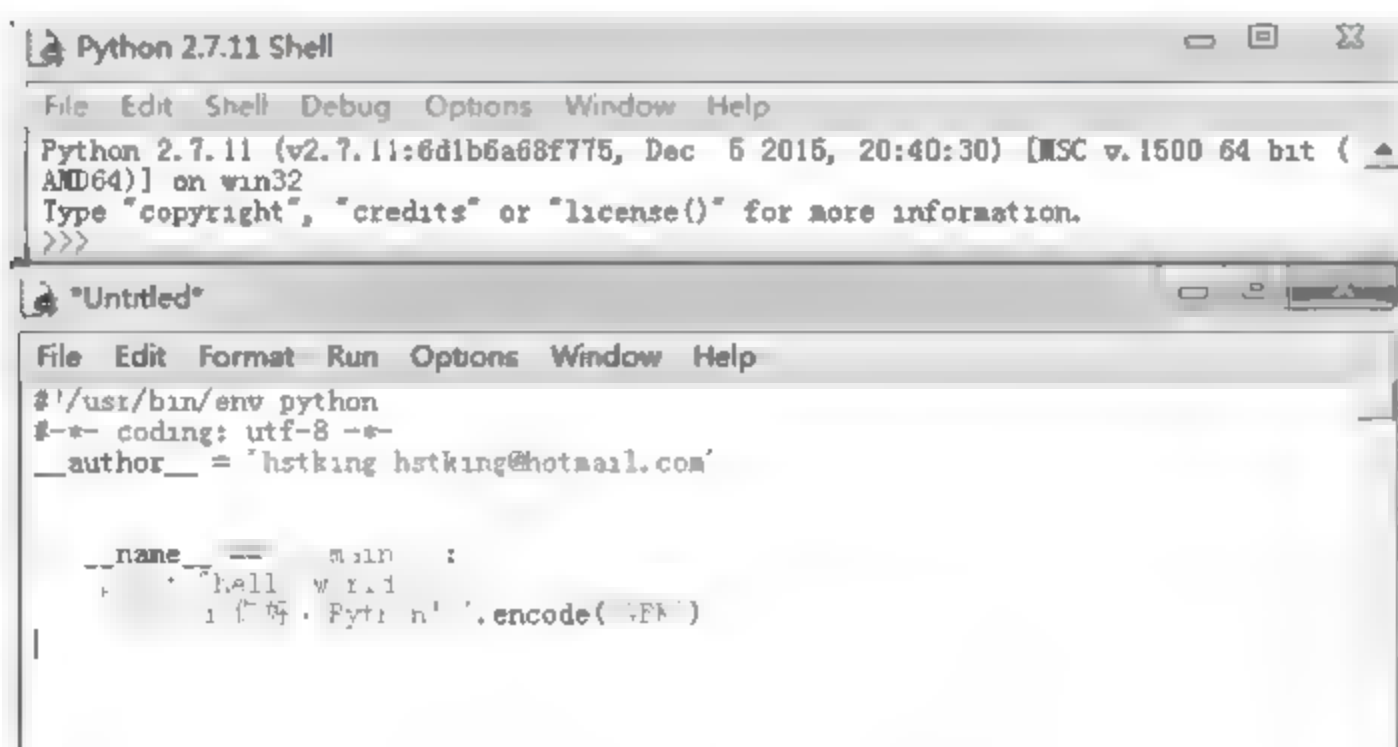 Python 2.7.11 Shell
File Edit Shell Debug Options Window Help
Python 2.7.11 (v2.7.11:6d1b6a68f775, Dec 5 2015, 20:40:30) [MSC v.1500 64 bit (
AMD64)] on win32
Type "copyright", "credits" or "license()" for more information.
>>>
*Untitled*
File Edit Format Run Options Window Help
#!/usr/bin/env python
#-*- coding: utf-8 -*-
__author__ = 'hstking hstking@hotmail.com'
__name__ == main :
.encode(